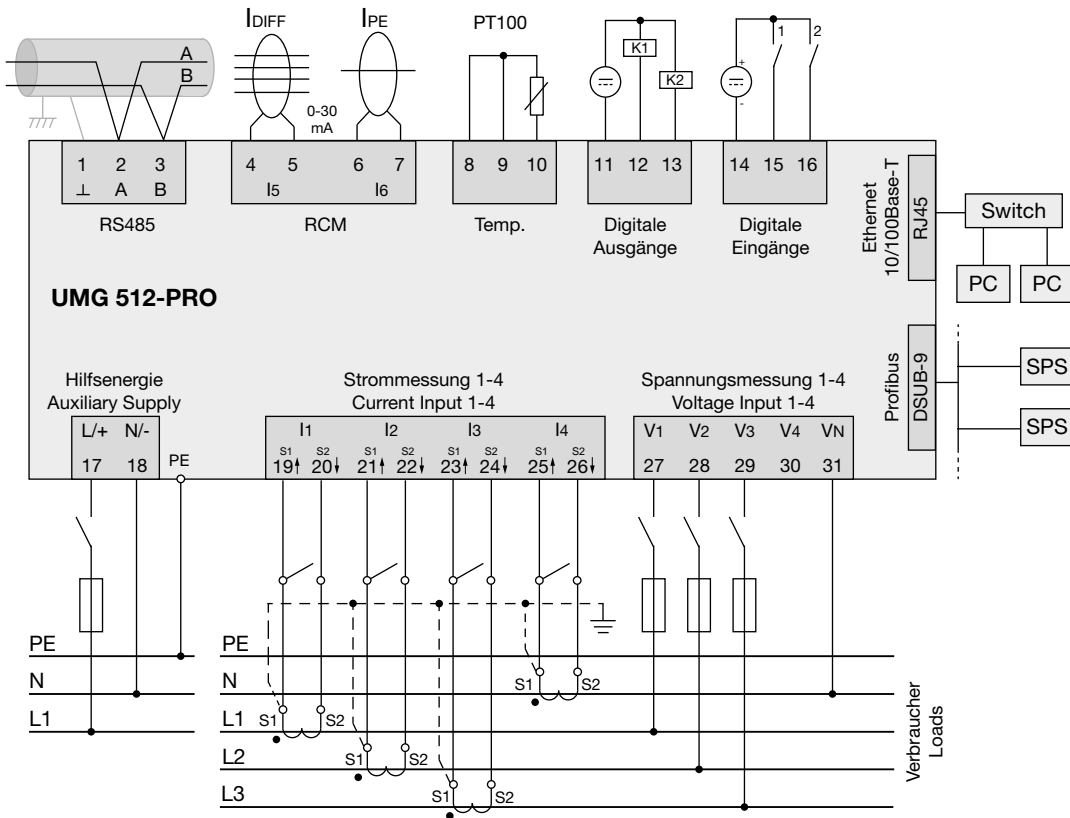 IDIFF
IPE
PT100
K1
K2
1
2
+
-
A
B
0-30
mA
1 2 3
⊥ A B
RS485
4 5 6 7
I5 I6
RCM
8 9 10
Temp.
11 12 13
Digitale
Ausgänge
14 15 16
Digitale
Eingänge
Ethernet
10/100Base-T
RJ45
Switch
PC
PC
UMG 512-PRO
Profibus
DSUB-9
SPS
SPS
Hilfsenergie
Auxiliary Supply
L/+ N/-
17 18
PE
Strommessung 1-4
Current Input 1-4
I1 I2 I3 I4
S1 S2 S1 S2 S1 S2 S1 S2
19 20 21 22 23 24 25 26
Spannungsmessung 1-4
Voltage Input 1-4
V1 V2 V3 V4 VN
27 28 29 30 31
PE
N
L1
PE
N
L1
L2
L3
S1 S2
S1 S2
S1 S2
S1 S2
Verbraucher
Loads